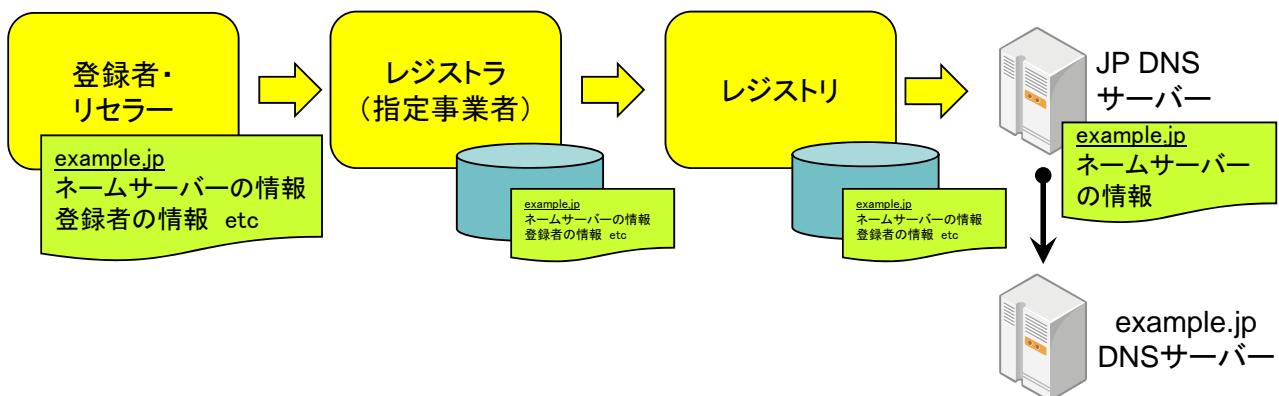 登録者・
リセラー
example.jp
ネームサーバーの情報
登録者の情報 etc
レジストラ
（指定事業者）
example.jp
ネームサーバーの情報
登録者の情報 etc
レジストリ
example.jp
ネームサーバーの情報
登録者の情報 etc
JP DNS
サーバー
example.jp
ネームサーバー
の情報
example.jp
DNSサーバー